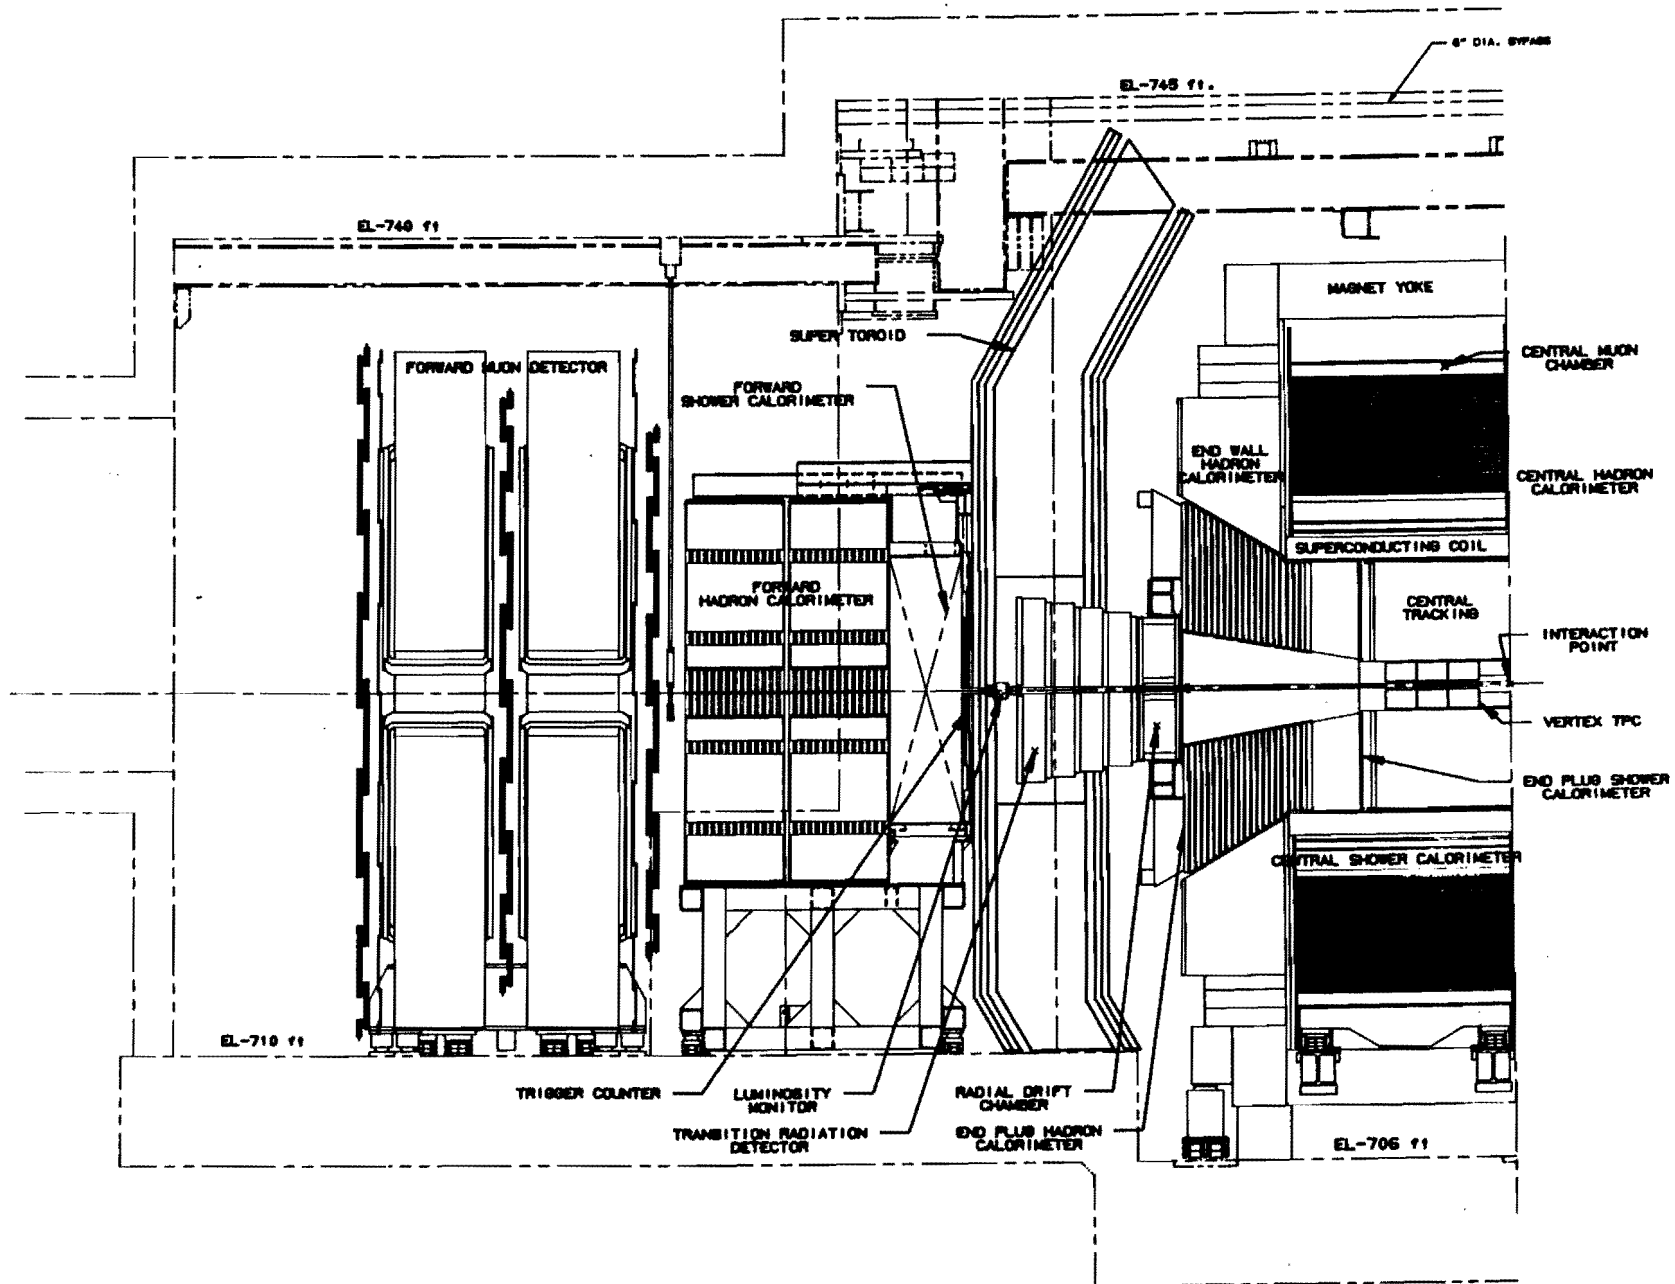 6" DIA. BYPASS
EL-745 ft.
EL-740 ft
MAGNET YOKE
SUPER TOROID
CENTRAL MUON
CHAMBER
FORWARD MUON DETECTOR
FORWARD
SHOWER CALORIMETER
END WALL
HADRON
CALORIMETER
CENTRAL HADRON
CALORIMETER
SUPERCONDUCTING COIL
FORWARD
HADRON CALORIMETER
CENTRAL
TRACKING
INTERACTION
POINT
VERTEX TPC
END PLUG SHOWER
CALORIMETER
CENTRAL SHOWER CALORIMETER
EL-710 ft
TRIGGER COUNTER
LUMINOSITY
MONITOR
RADIAL DRIFT
CHAMBER
TRANSITION RADIATION
DETECTOR
END PLUG HADRON
CALORIMETER
EL-706 ft